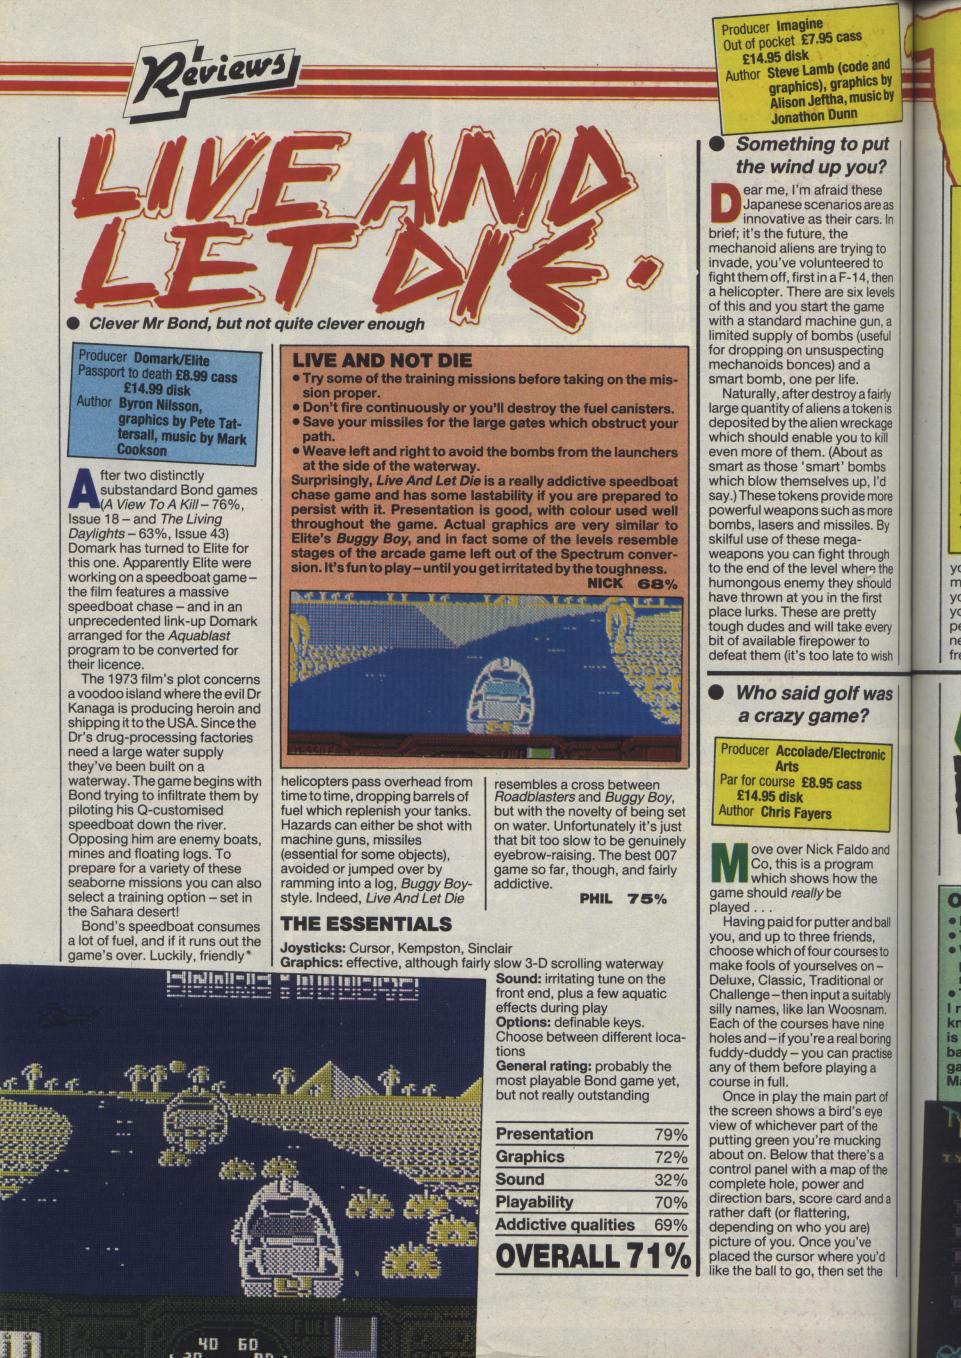 Reviews
LIVE AND
LET DIE.
● Clever Mr Bond, but not quite clever enough
Producer Domark/Elite
Passport to death £8.99 cass
£14.99 disk
Author Byron Nilsson,
graphics by Pete Tat-
tersall, music by Mark
Cookson
After two distinctly
substandard Bond games
(A View To A Kill – 76%,
Issue 18 – and The Living
Daylights – 63%, Issue 43)
Domark has turned to Elite for
this one. Apparently Elite were
working on a speedboat game –
the film features a massive
speedboat chase – and in an
unprecedented link-up Domark
arranged for the Aquablast
program to be converted for
their licence.
The 1973 film's plot concerns
a voodoo island where the evil Dr
Kanaga is producing heroin and
shipping it to the USA. Since the
Dr's drug-processing factories
need a large water supply
they've been built on a
waterway. The game begins with
Bond trying to infiltrate them by
piloting his Q-customised
speedboat down the river.
Opposing him are enemy boats,
mines and floating logs. To
prepare for a variety of these
seaborne missions you can also
select a training option – set in
the Sahara desert!
Bond's speedboat consumes
a lot of fuel, and if it runs out the
game's over. Luckily, friendly
LIVE AND NOT DIE
● Try some of the training missions before taking on the mis-
sion proper.
● Don't fire continuously or you'll destroy the fuel canisters.
● Save your missiles for the large gates which obstruct your
path.
● Weave left and right to avoid the bombs from the launchers
at the side of the waterway.
Surprisingly, Live And Let Die is a really addictive speedboat
chase game and has some lastability if you are prepared to
persist with it. Presentation is good, with colour used well
throughout the game. Actual graphics are very similar to
Elite's Buggy Boy, and in fact some of the levels resemble
stages of the arcade game left out of the Spectrum conver-
sion. It's fun to play – until you get irritated by the toughness.
NICK 68%
FUEL
helicopters pass overhead from
time to time, dropping barrels of
fuel which replenish your tanks.
Hazards can either be shot with
machine guns, missiles
(essential for some objects),
avoided or jumped over by
ramming into a log, Buggy Boy-
style. Indeed, Live And Let Die
resembles a cross between
Roadblasters and Buggy Boy,
but with the novelty of being set
on water. Unfortunately it's just
that bit too slow to be genuinely
eyebrow-raising. The best 007
game so far, though, and fairly
addictive.
PHIL 75%
THE ESSENTIALS
Joysticks: Cursor, Kempston, Sinclair
Graphics: effective, although fairly slow 3-D scrolling waterway
Sound: irritating tune on the
front end, plus a few aquatic
effects during play
Options: definable keys.
Choose between different loca-
tions
General rating: probably the
most playable Bond game yet,
but not really outstanding
Presentation 79%
Graphics 72%
Sound 32%
Playability 70%
Addictive qualities 69%
OVERALL 71%
FUEL
40 60
Producer Imagine
Out of pocket £7.95 cass
£14.95 disk
Author Steve Lamb (code and
graphics), graphics by
Alison Jeftha, music by
Jonathon Dunn
● Something to put
the wind up you?
Dear me, I'm afraid these
Japanese scenarios are as
innovative as their cars. In
brief; it's the future, the
mechanoid aliens are trying to
invade, you've volunteered to
fight them off, first in a F-14, then
a helicopter. There are six levels
of this and you start the game
with a standard machine gun, a
limited supply of bombs (useful
for dropping on unsuspecting
mechanoids bonces) and a
smart bomb, one per life.
Naturally, after destroy a fairly
large quantity of aliens a token is
deposited by the alien wreckage
which should enable you to kill
even more of them. (About as
smart as those 'smart' bombs
which blow themselves up, I'd
say.) These tokens provide more
powerful weapons such as more
bombs, lasers and missiles. By
skilful use of these mega-
weapons you can fight through
to the end of the level where the
humongous enemy they should
have thrown at you in the first
place lurks. These are pretty
tough dudes and will take every
bit of available firepower to
defeat them (it's too late to wish
● Who said golf was
a crazy game?
Producer Accolade/Electronic
Arts
Par for course £8.95 cass
£14.95 disk
Author Chris Fayers
Move over Nick Faldo and
Co, this is a program
which shows how the
game should really be
played . . .
Having paid for putter and ball
you, and up to three friends,
choose which of four courses to
make fools of yourselves on –
Deluxe, Classic, Traditional or
Challenge – then input a suitably
silly names, like Ian Woosnam.
Each of the courses have nine
holes and – if you're a real boring
fuddy-duddy – you can practise
any of them before playing a
course in full.
Once in play the main part of
the screen shows a bird's eye
view of whichever part of the
putting green you're mucking
about on. Below that there's a
control panel with a map of the
complete hole, power and
direction bars, score card and a
rather daft (or flattering,
depending on who you are)
picture of you. Once you've
placed the cursor where you'd
like the ball to go, then set the